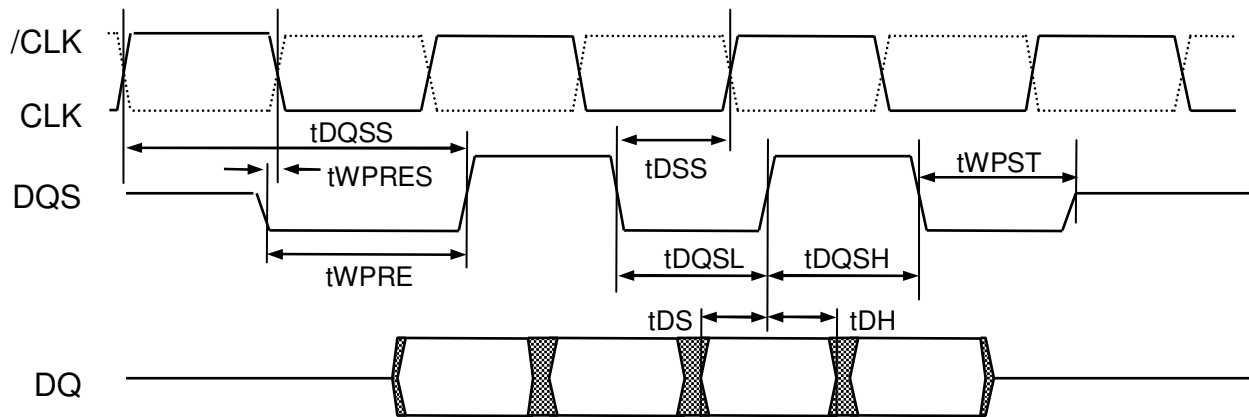 /CLK
CLK
tDQSS
tWPRES
tDSS
tWPST
DQS
tWPRE
tDQSL
tDQSH
tDS
tDH
DQ